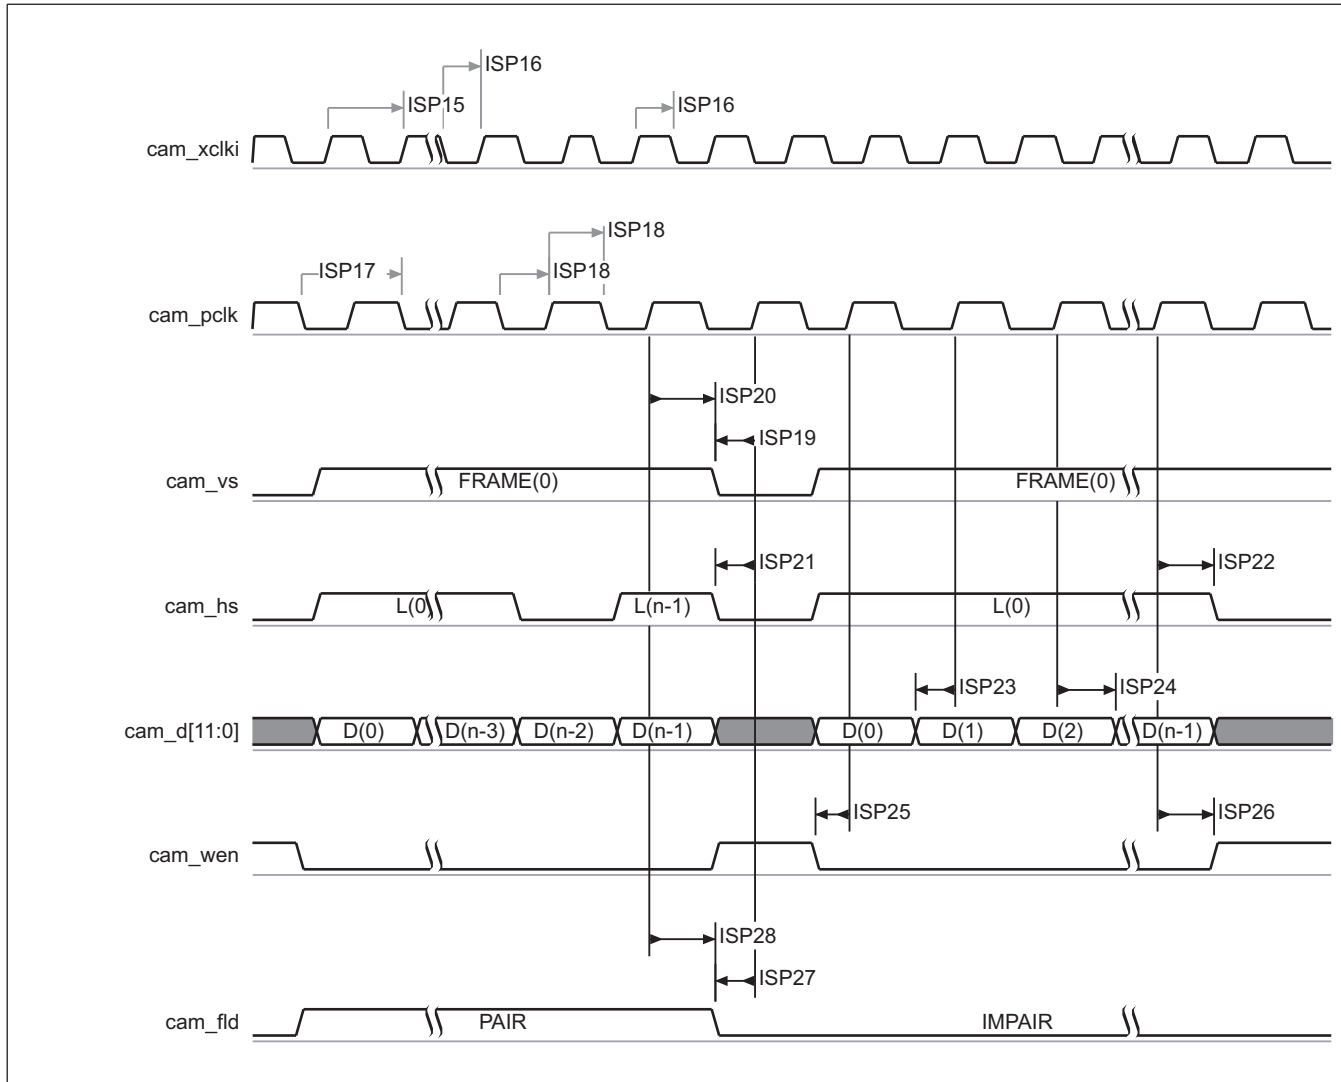 ISP16
ISP15 ISP16
cam_xclki
ISP18
ISP17 ISP18
cam_pclk
ISP20
ISP19
cam_vs FRAME(0) FRAME(0)
ISP21 ISP22
cam_hs L(0) L(n-1) L(0)
ISP23 ISP24
cam_d[11:0] D(0) D(n-3) D(n-2) D(n-1) D(0) D(1) D(2) D(n-1)
ISP25 ISP26
cam_wen
ISP28
ISP27
cam_fld PAIR IMPAIR